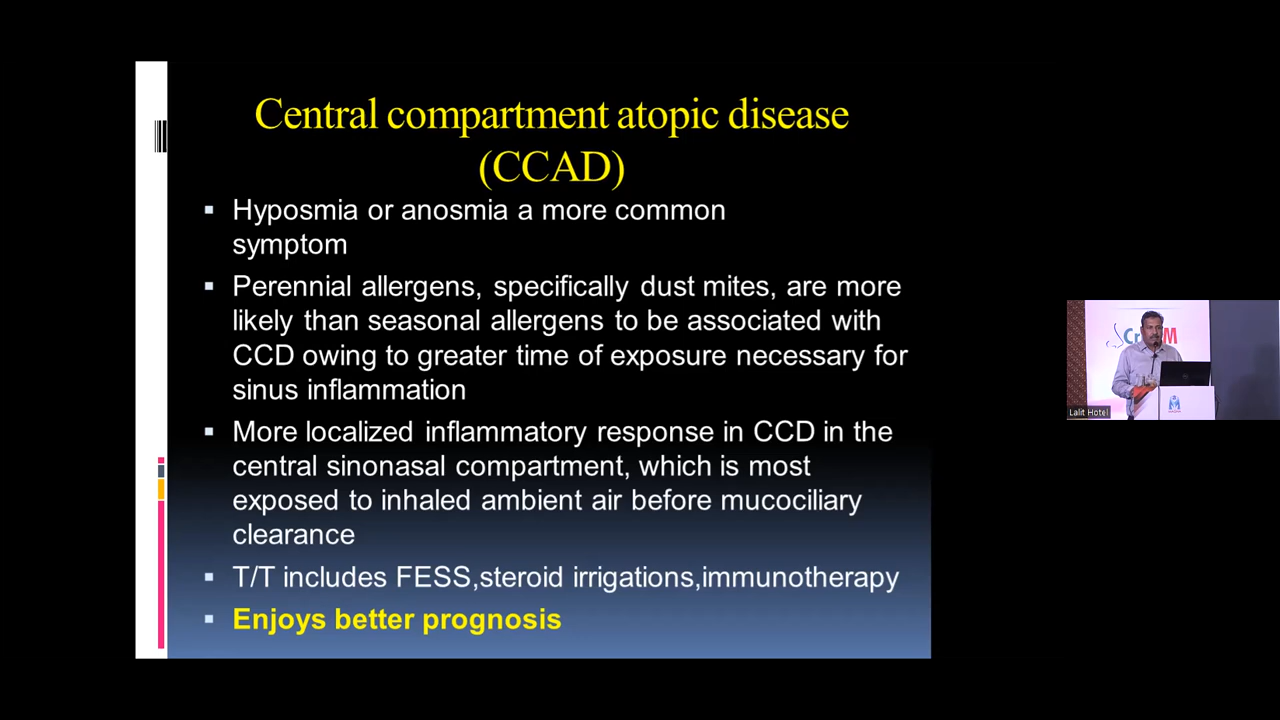 Central compartment atopic disease
(CCAD)
Hyposmia or anosmia a more common
symptom
Perennial allergens, specifically dust mites, are more
likely than seasonal allergens to be associated with
CCD owing to greater time of exposure necessary for
sinus inflammation
More localized inflammatory response in CCD in the
central sinonasal compartment, which is most
exposed to inhaled ambient air before mucociliary
clearance
T/T includes FESS,steroid irrigations,immunotherapy
Enjoys better prognosis
Lalit Hotel